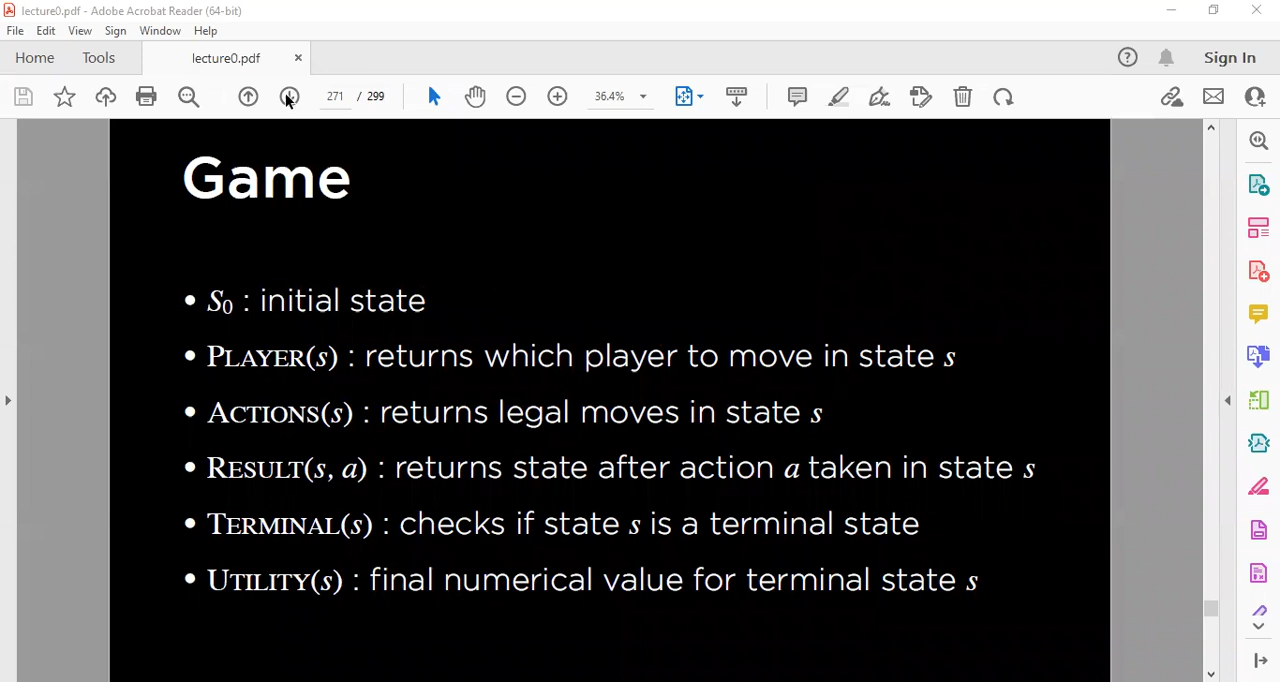 lecture0.pdf - Adobe Acrobat Reader (64-bit)
File Edit View Sign Window Help
Home Tools lecture0.pdf × Sign In
271 / 299 36.4%
Game
• S0 : initial state
• PLAYER(s) : returns which player to move in state s
• ACTIONS(s) : returns legal moves in state s
• RESULT(s, a) : returns state after action a taken in state s
• TERMINAL(s) : checks if state s is a terminal state
• UTILITY(s) : final numerical value for terminal state s